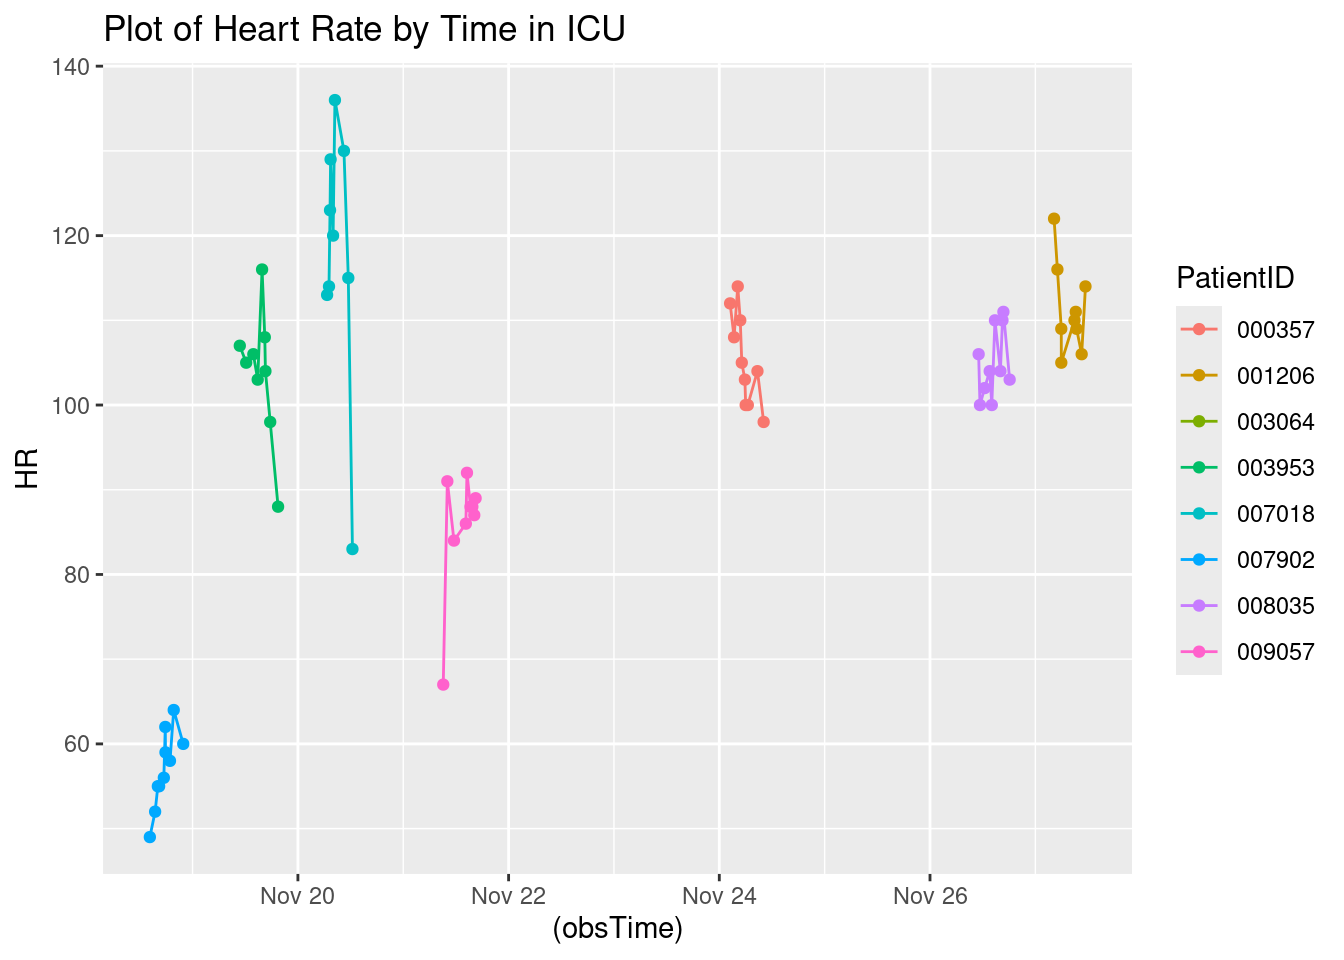 Plot of Heart Rate by Time in ICU
140
120
100
80
60
HR
Nov 20 Nov 22 Nov 24 Nov 26
(obsTime)
PatientID
000357
001206
003064
003953
007018
007902
008035
009057